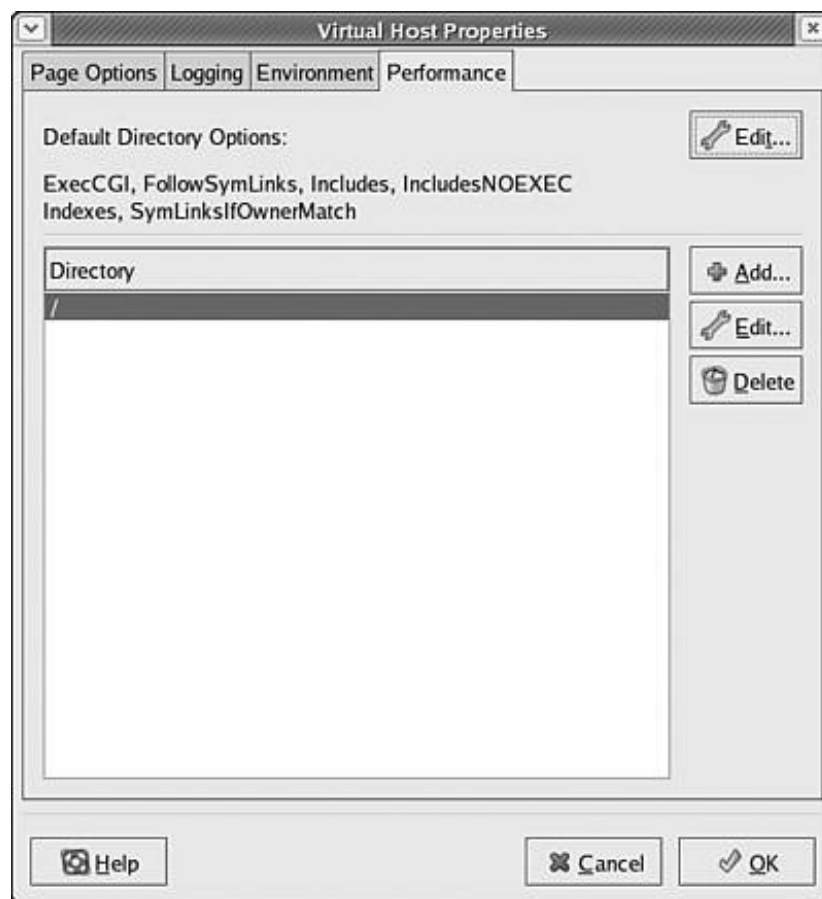 Virtual Host Properties
Page Options Logging Environment Performance
Default Directory Options:
Edit...
ExecCGI, FollowSymLinks, Includes, IncludesNOEXEC
Indexes, SymLinksIfOwnerMatch
Directory
/
Add...
Edit...
Delete
Help
Cancel
OK